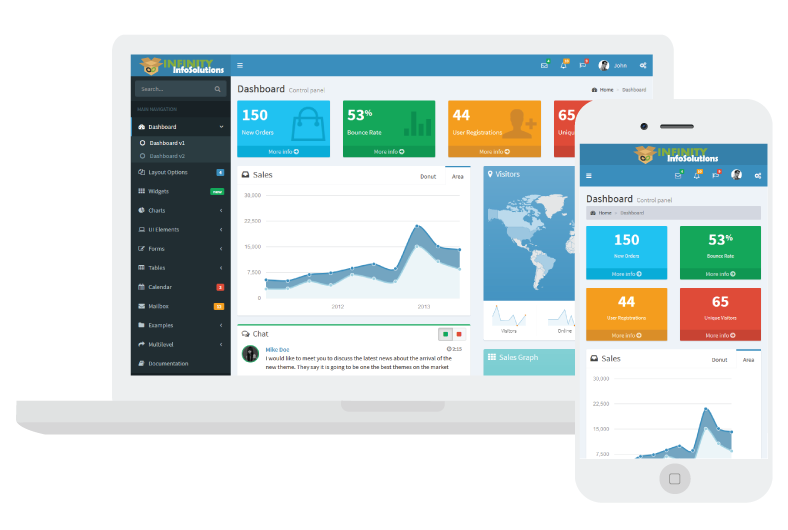 INFINITY
InfoSolutions
John
Search...
MAIN NAVIGATION
Dashboard
Dashboard v1
Dashboard v2
Layout Options 4
Widgets new
Charts
UI Elements
Forms
Tables
Calendar 3
Mailbox 12
Examples
Multilevel
Documentation
Dashboard Control panel
Home > Dashboard
150
New Orders
More info
53%
Bounce Rate
More info
44
User Registrations
More info
65
Uniqu
Sales
Donut Area
30,000
22,500
15,000
7,500
0
2012 2013
Visitors
Visitors Online
Chat
Mike Doe 2:15
I would like to meet you to discuss the latest news about the arrival of the
new theme. They say it is going to be one the best themes on the market
Sales Graph
INFINITY
InfoSolutions
Dashboard Control panel
Home > Dashboard
150
New Orders
More info
53%
Bounce Rate
More info
44
User Registrations
More info
65
Unique Visitors
More info
Sales
Donut Area
30,000
22,500
15,000
7,500